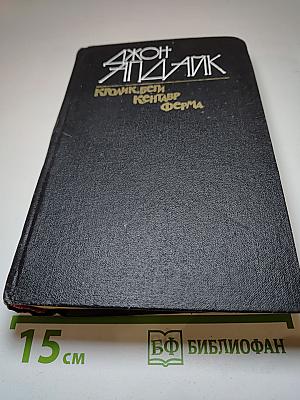 ДЖОН
АПДАЙК
КРОЛИК, БЕГИ
КЕНТАВР
ФЕРМА
15 см
БФ БИБЛИОФАН